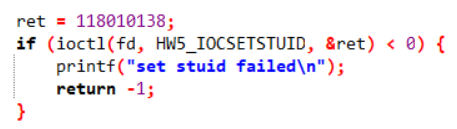 ret = 118010138;
if (ioctl(fd, HW5_IOCSETSTUID, &ret) < 0) {
    printf("set stuid failed\n");
    return -1;
}